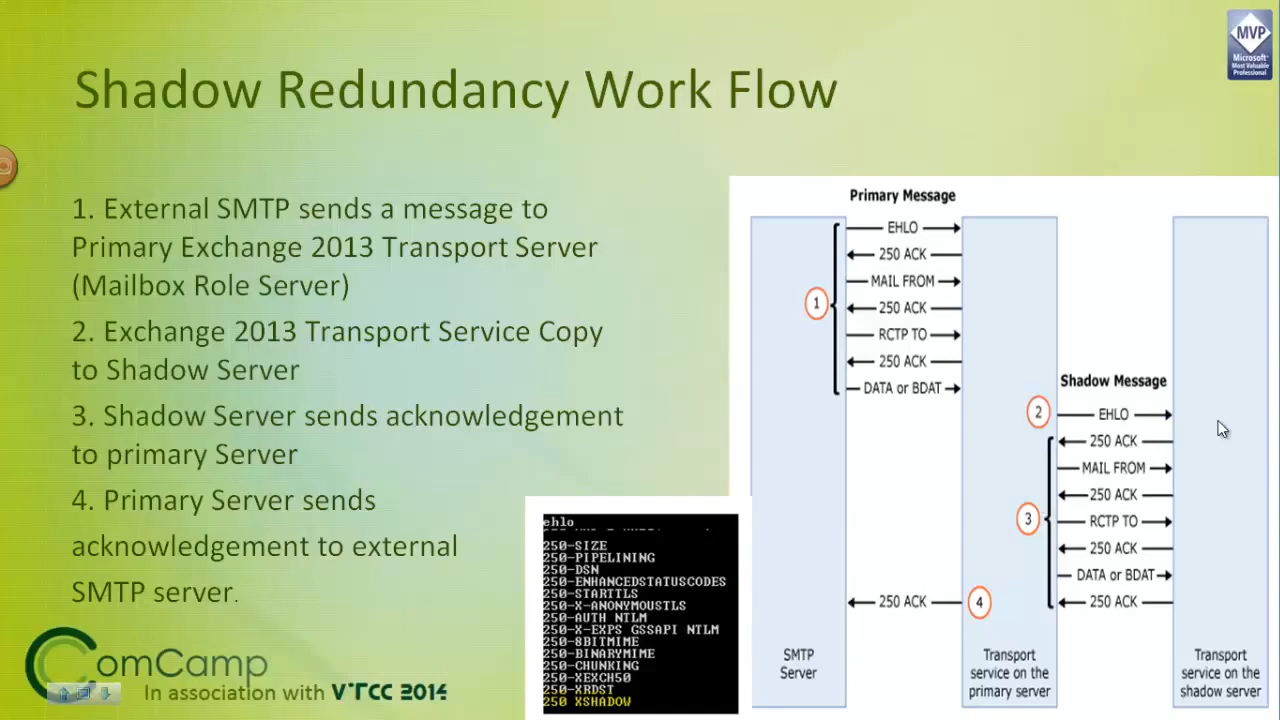 MVP
Microsoft
Most Valuable
Professional
Shadow Redundancy Work Flow
1. External SMTP sends a message to
Primary Exchange 2013 Transport Server
(Mailbox Role Server)
2. Exchange 2013 Transport Service Copy
to Shadow Server
3. Shadow Server sends acknowledgement
to primary Server
4. Primary Server sends
acknowledgement to external
SMTP server.
Primary Message
EHLO
250 ACK
MAIL FROM
1
250 ACK
RCTP TO
250 ACK
DATA or BDAT
Shadow Message
2
EHLO
250 ACK
MAIL FROM
250 ACK
3
RCTP TO
250 ACK
DATA or BDAT
250 ACK
4
250 ACK
SMTP
Server
Transport
service on the
primary server
Transport
service on the
shadow server
ehlo
250-SIZE
250-PIPELINING
250-DSN
250-ENHANCEDSTATUSCODES
250-STARTTLS
250-X-ANONYMOUSTLS
250-AUTH NTLM
250-X-EXPS GSSAPI NTLM
250-8BITMIME
250-BINARYMIME
250-CHUNKING
250-XEXCH50
250-XRDST
250 XSHADOW
ComCamp
In association with VTCC 2014